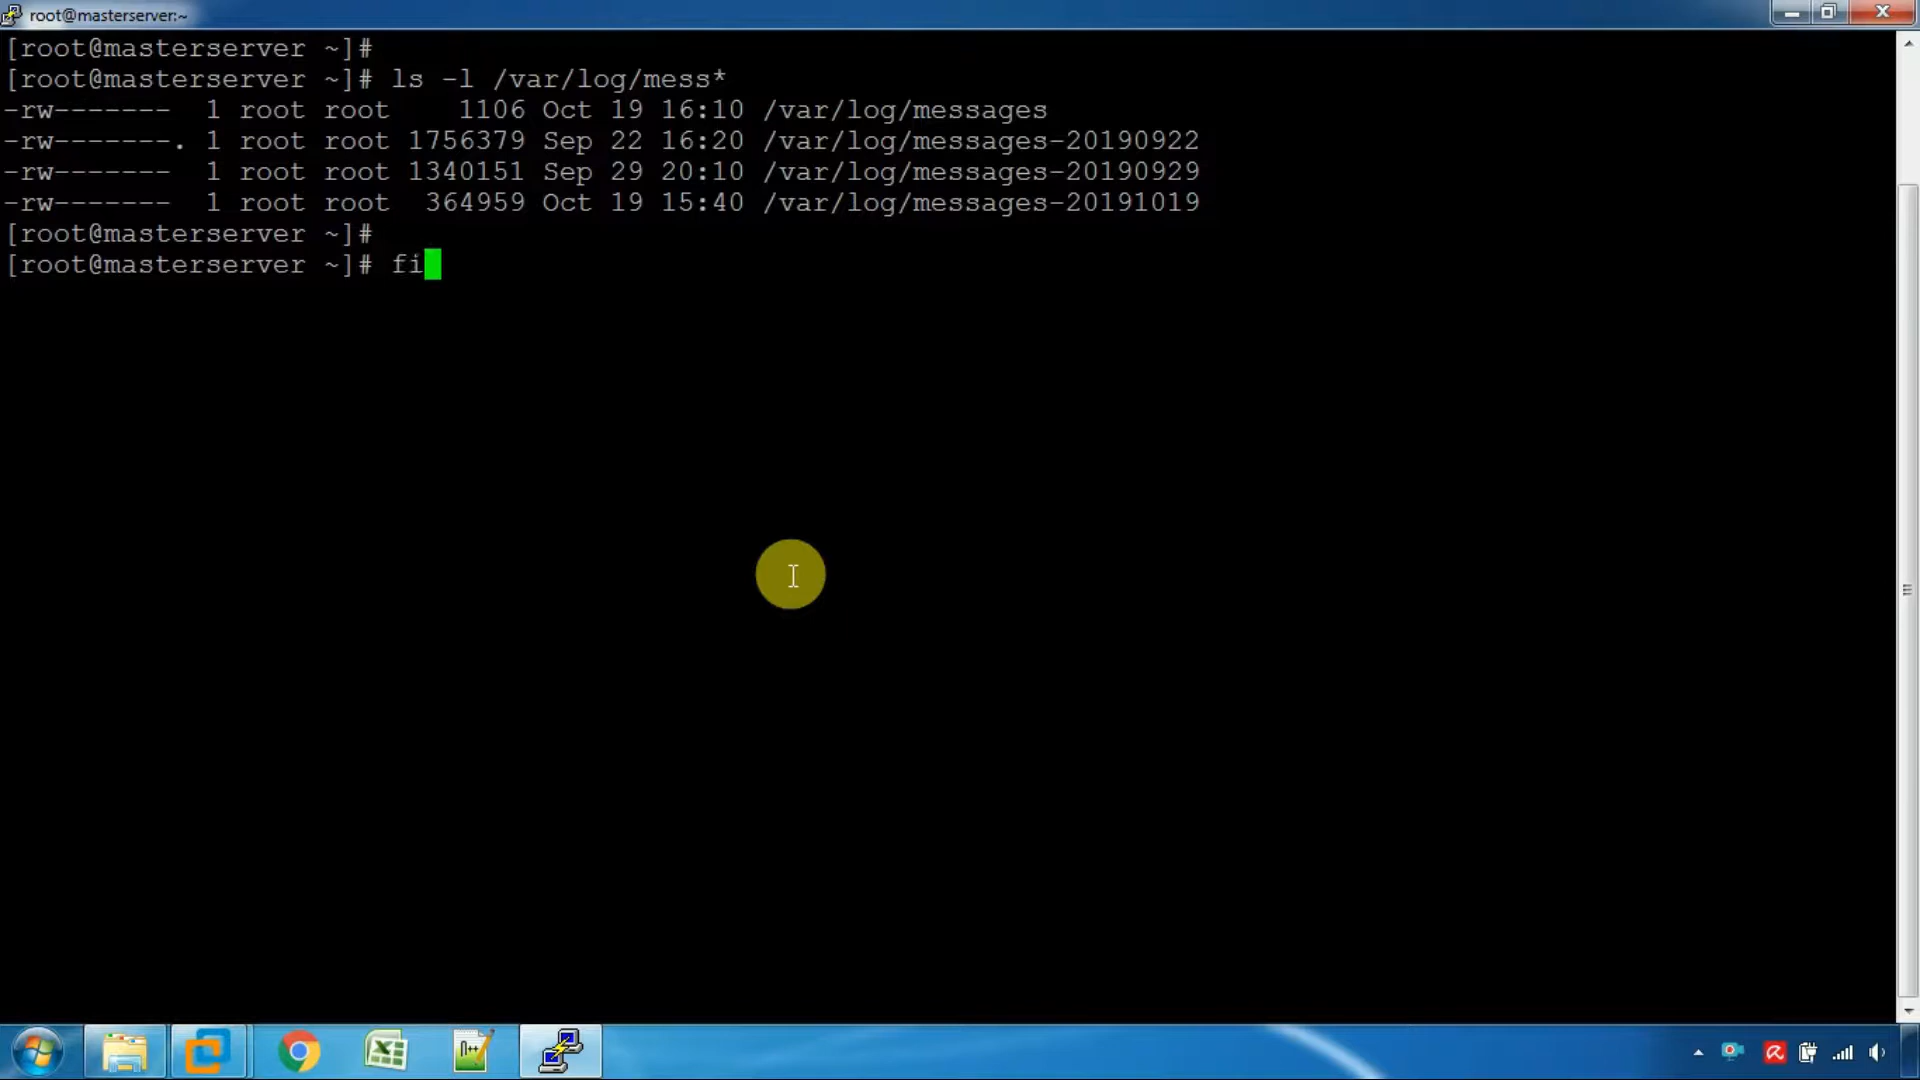 root@masterserver:~
[root@masterserver ~]#
[root@masterserver ~]# ls -l /var/log/mess*
-rw------- 1 root root 1106 Oct 19 16:10 /var/log/messages
-rw-------. 1 root root 1756379 Sep 22 16:20 /var/log/messages-20190922
-rw------- 1 root root 1340151 Sep 29 20:10 /var/log/messages-20190929
-rw------- 1 root root 364959 Oct 19 15:40 /var/log/messages-20191019
[root@masterserver ~]#
[root@masterserver ~]# fi